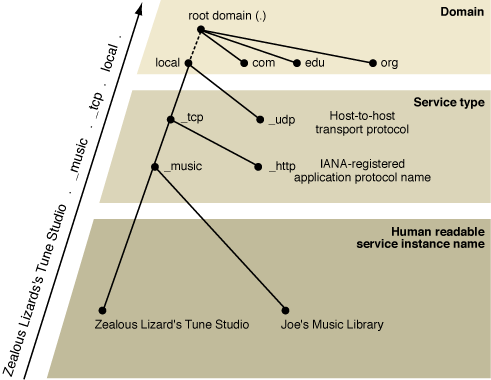 Domain
root domain (.)
local
com
edu
org
Service type
_tcp
_udp
Host-to-host
transport protocol
_music
_http
IANA-registered
application protocol name
Human readable
service instance name
Zealous Lizard's Tune Studio
Joe's Music Library
Zealous Lizards's Tune Studio . _music . _tcp . local .